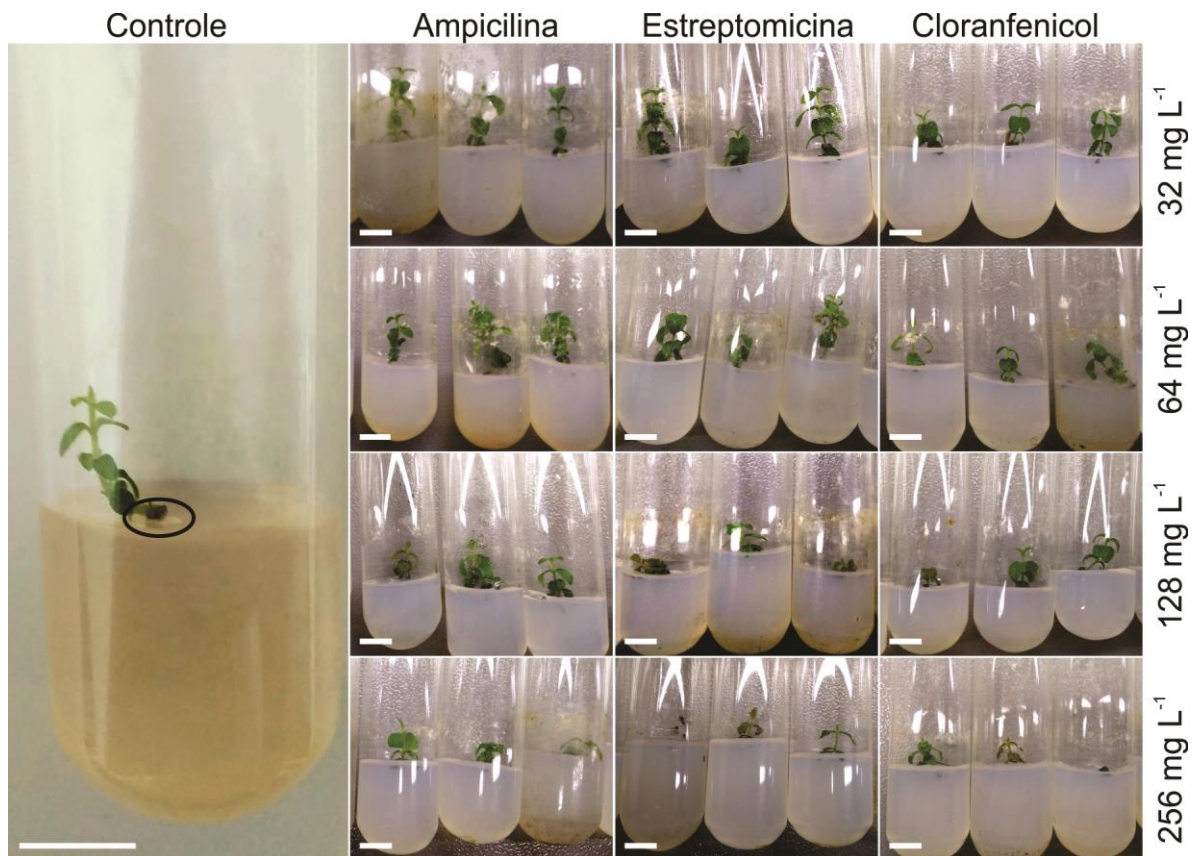 Controle
Ampicilina
Estreptomicina
Cloranfenicol
32 mg L⁻¹
64 mg L⁻¹
128 mg L⁻¹
256 mg L⁻¹